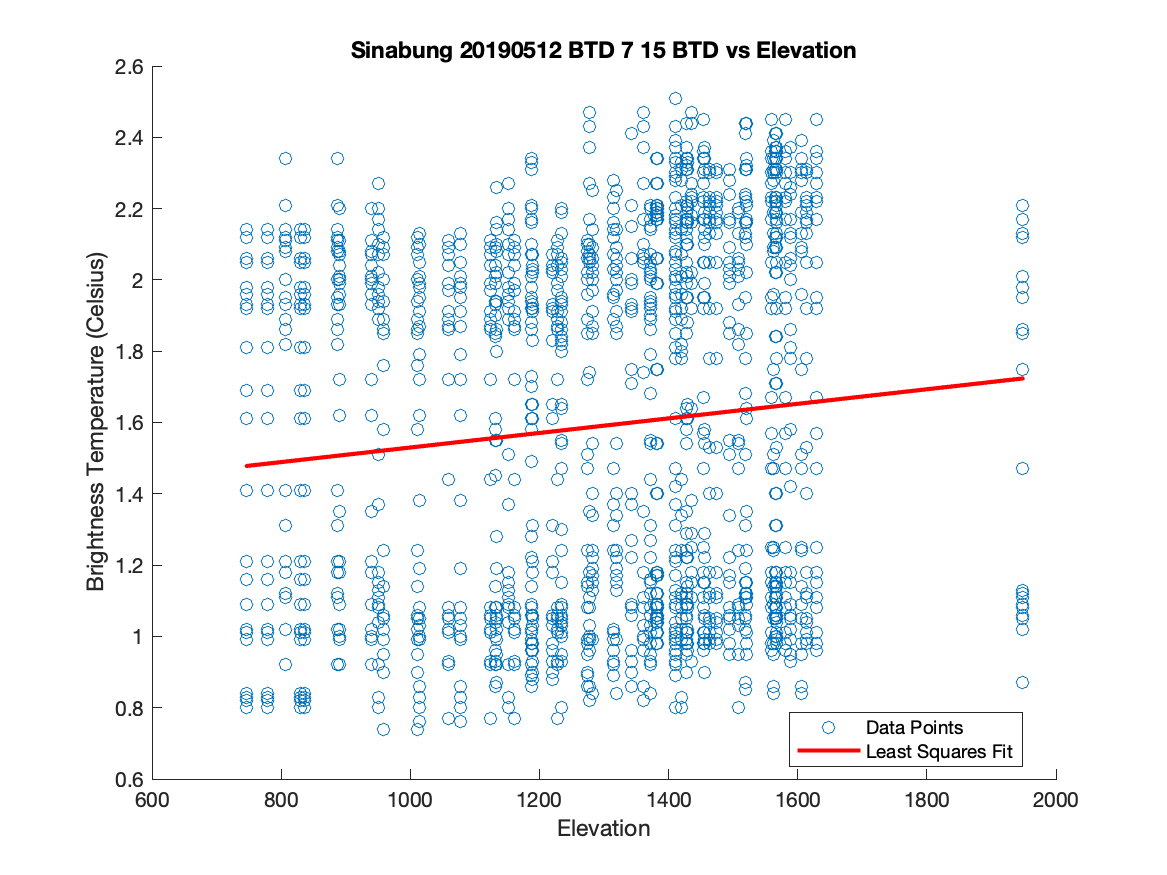 Sinabung 20190512 BTD 7 15 BTD vs Elevation
2.6
2.4
2.2
2
1.8
1.6
1.4
1.2
1
0.8
0.6
Brightness Temperature (Celsius)
Data Points
Least Squares Fit
600 800 1000 1200 1400 1600 1800 2000
Elevation